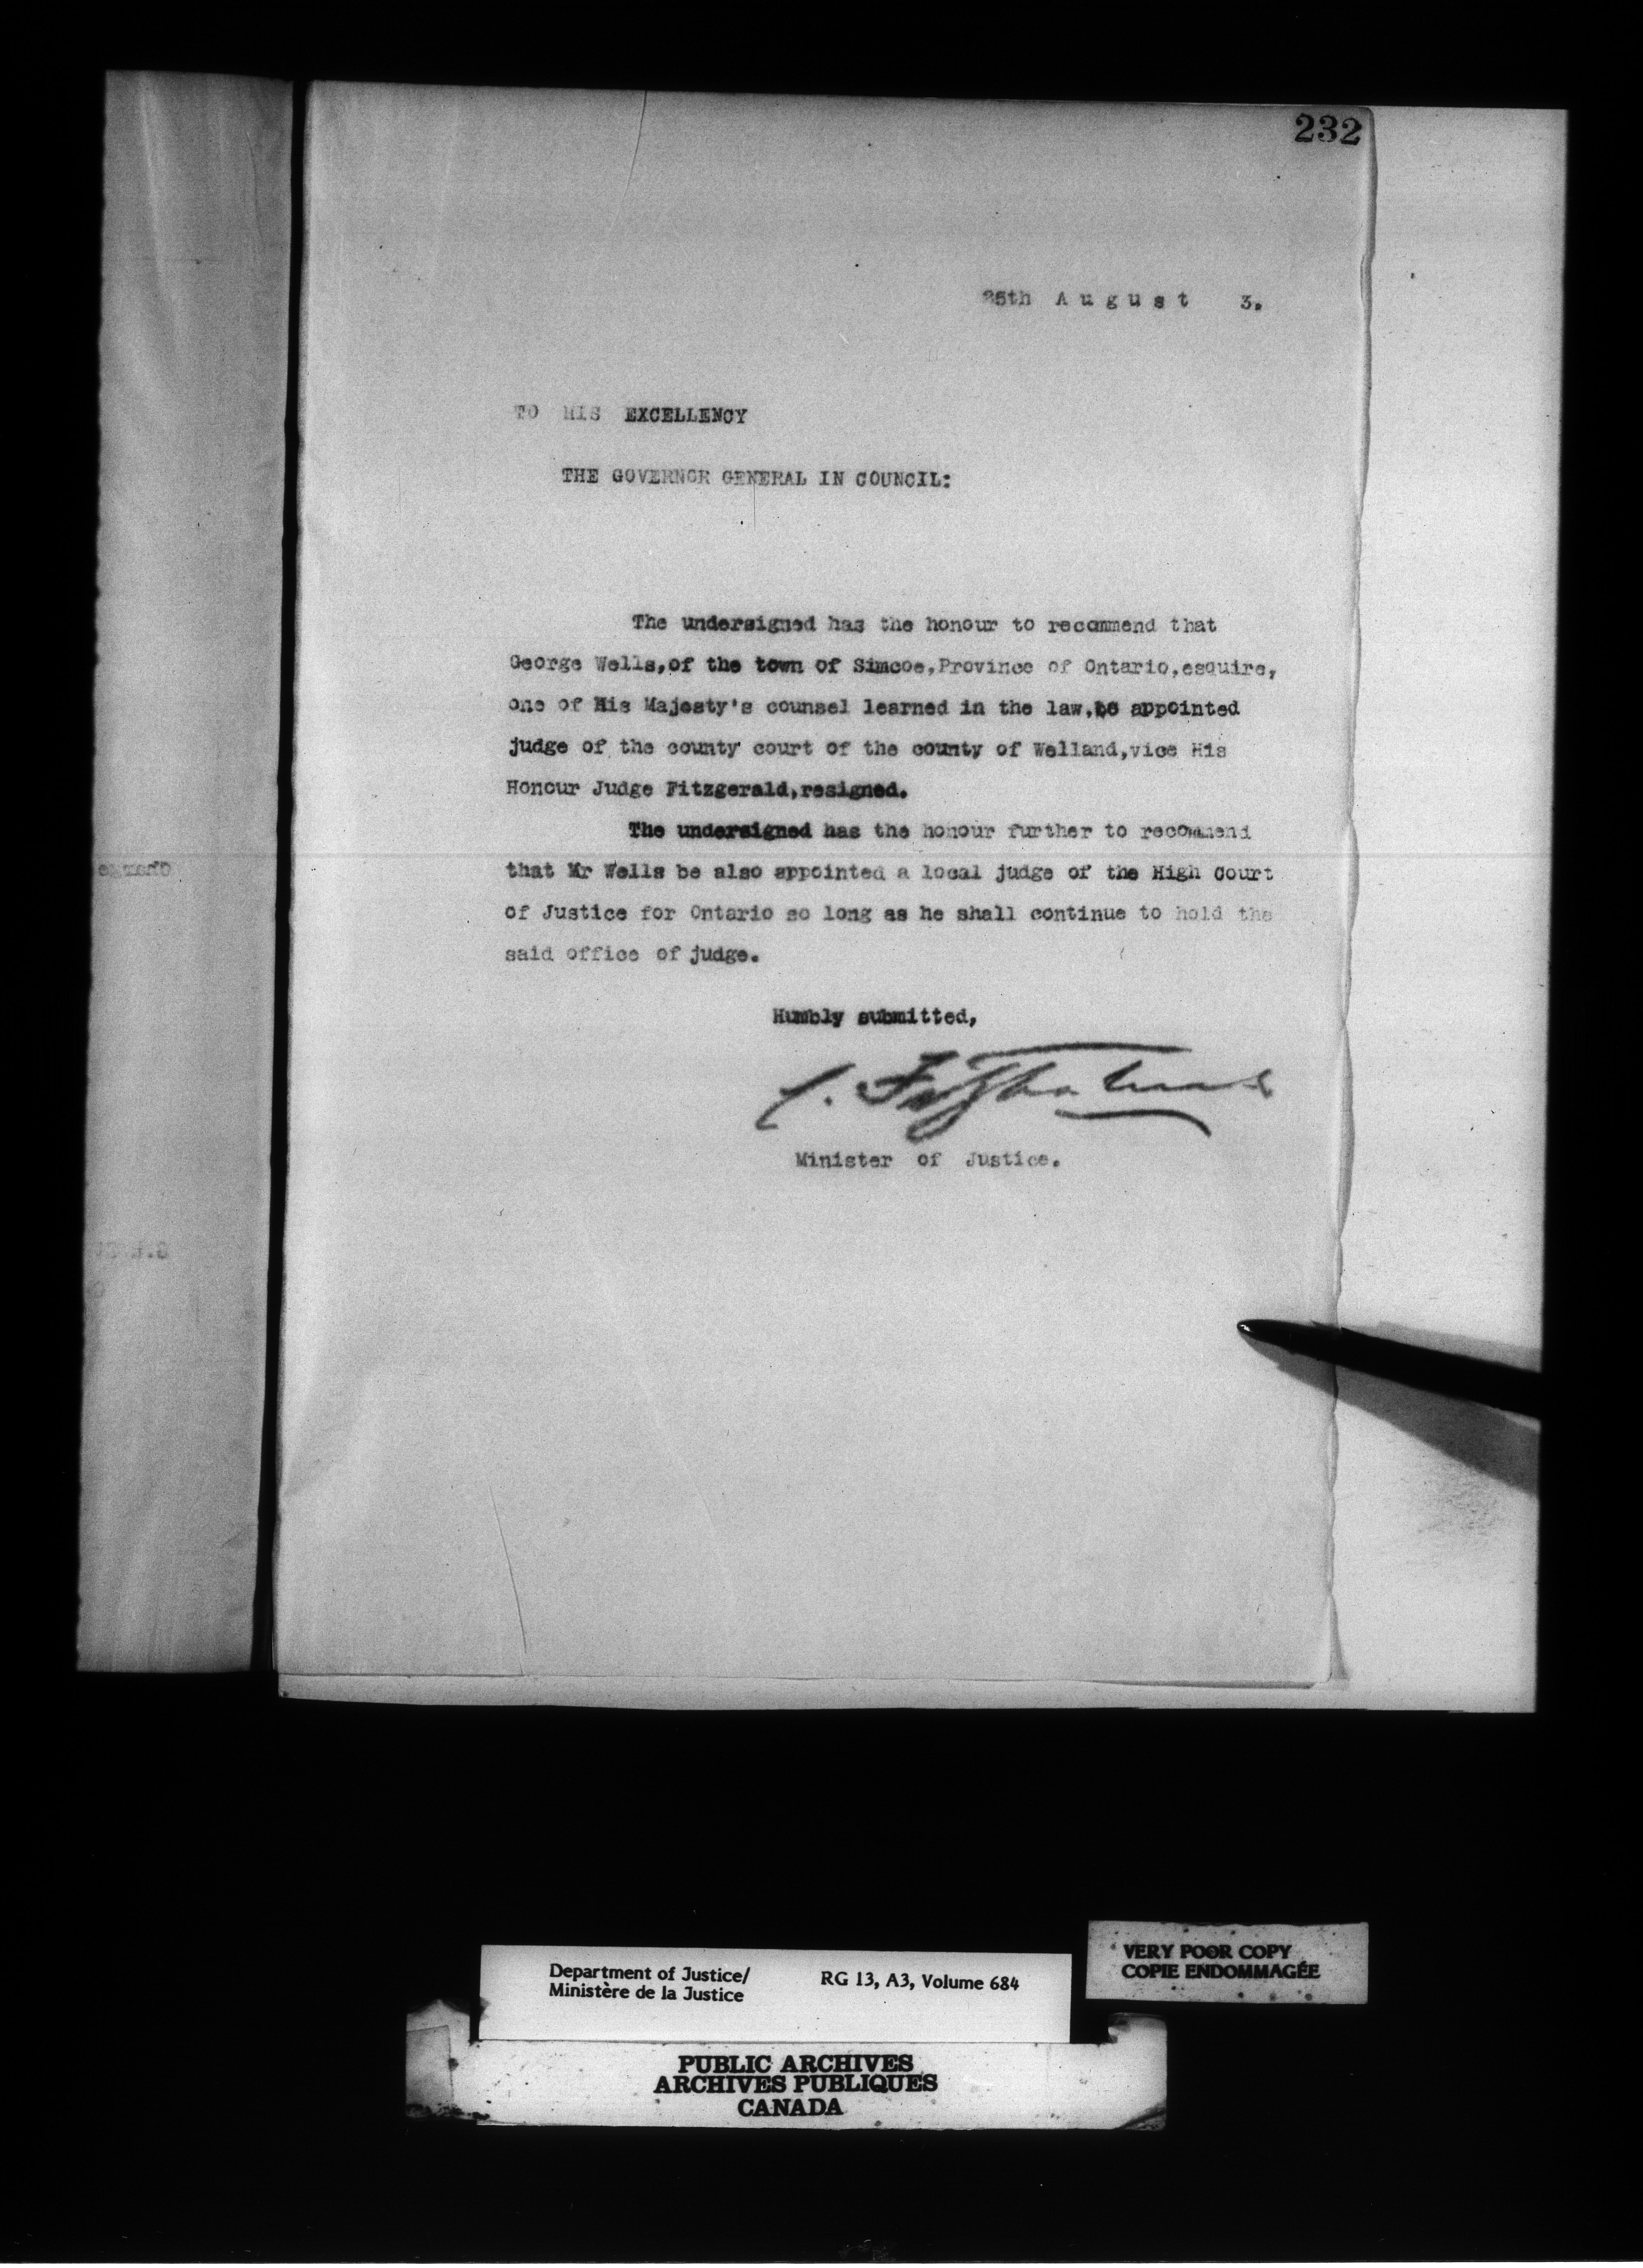 232
25th August 3.
TO HIS EXCELLENCY
THE GOVERNOR GENERAL IN COUNCIL:
The undersigned has the honour to recommend that
George Wells,of the town of Simcoe,Province of Ontario,esquire,
one of His Majesty's counsel learned in the law,be appointed
judge of the county court of the county of Welland,vice His
Honour Judge Fitzgerald,resigned.
The undersigned has the honour further to recommend
that Mr Wells be also appointed a local judge of the High Court
of Justice for Ontario so long as he shall continue to hold the
said office of judge.
Humbly submitted,
C. Fitzpatrick
Minister of Justice.
Department of Justice/ RG 13, A3, Volume 684
Ministère de la Justice
VERY POOR COPY
COPIE ENDOMMAGÉE
PUBLIC ARCHIVES
ARCHIVES PUBLIQUES
CANADA